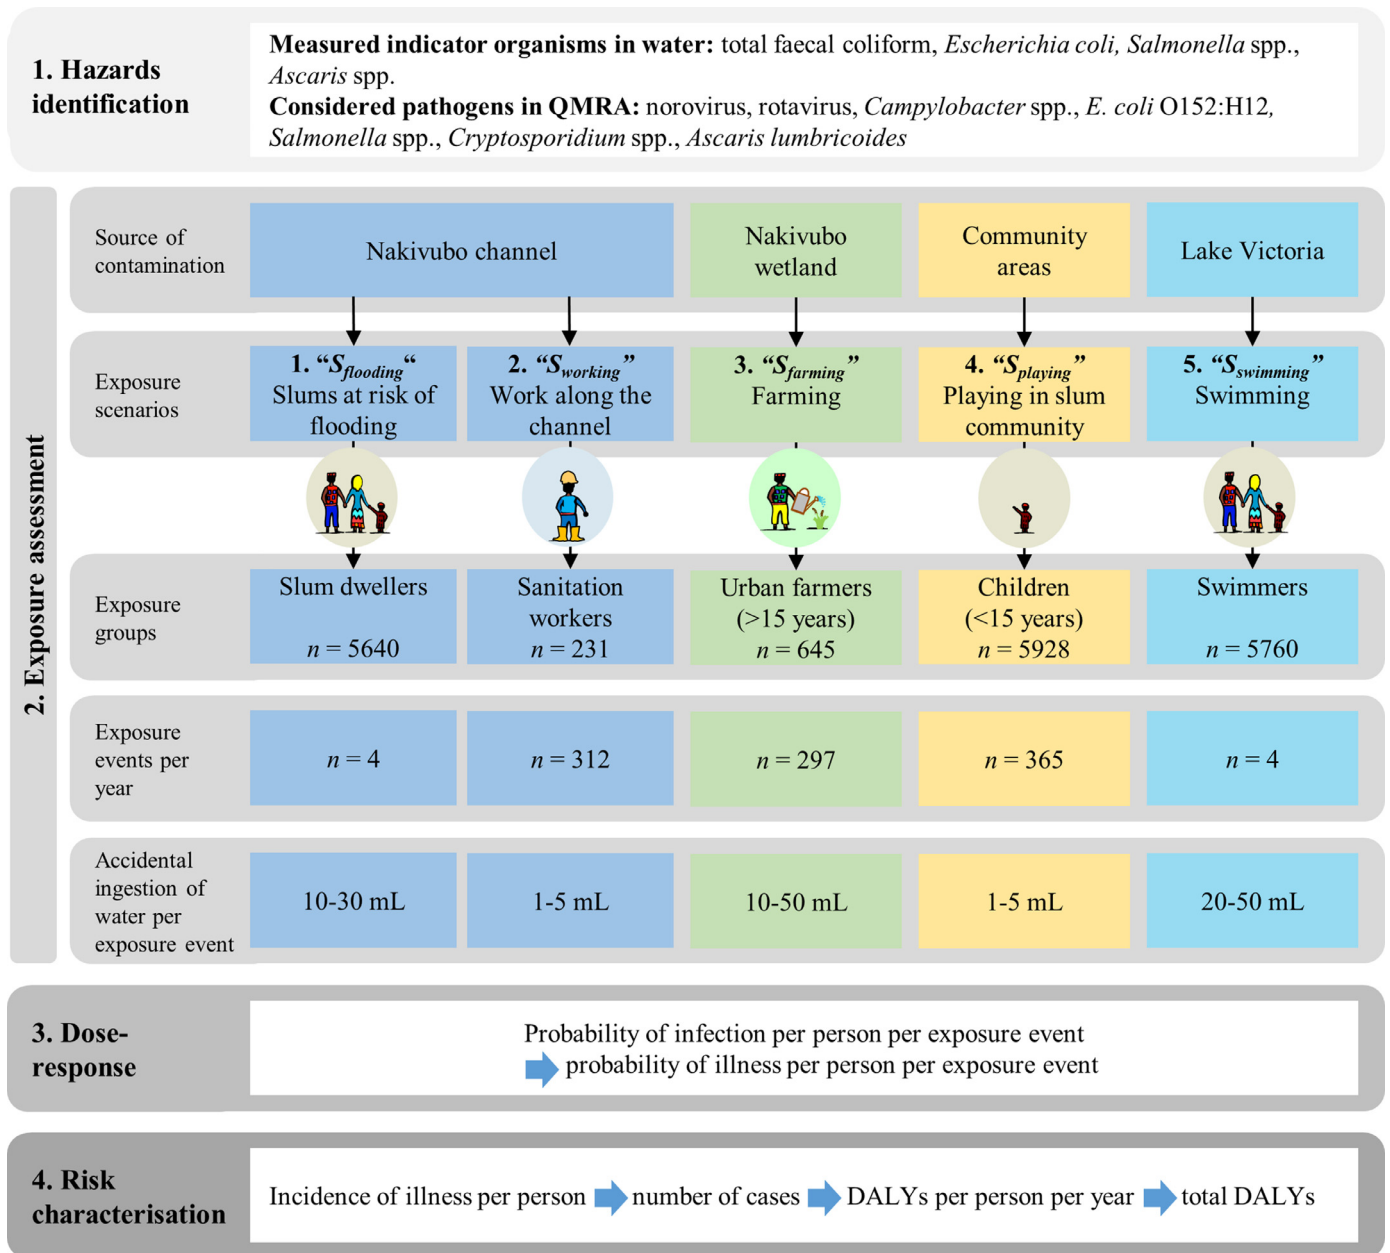 1. Hazards
identification
Measured indicator organisms in water: total faecal coliform, Escherichia coli, Salmonella spp.,
Ascaris spp.
Considered pathogens in QMRA: norovirus, rotavirus, Campylobacter spp., E. coli O152:H12,
Salmonella spp., Cryptosporidium spp., Ascaris lumbricoides
2. Exposure assessment
Source of
contamination
Nakivubo channel
Nakivubo
wetland
Community
areas
Lake Victoria
Exposure
scenarios
1. “Sflooding“
Slums at risk of
flooding
2. “Sworking”
Work along the
channel
3. “Sfarming”
Farming
4. “Splaying”
Playing in slum
community
5. “Sswimming”
Swimming
Exposure
groups
Slum dwellers
n = 5640
Sanitation
workers
n = 231
Urban farmers
(>15 years)
n = 645
Children
(<15 years)
n = 5928
Swimmers
n = 5760
Exposure
events per
year
n = 4
n = 312
n = 297
n = 365
n = 4
Accidental
ingestion of
water per
exposure event
10-30 mL
1-5 mL
10-50 mL
1-5 mL
20-50 mL
3. Dose-
response
Probability of infection per person per exposure event
probability of illness per person per exposure event
4. Risk
characterisation
Incidence of illness per person number of cases DALYs per person per year total DALYs